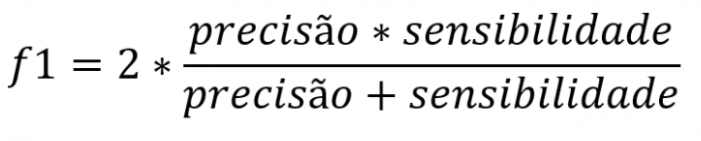 f1 = 2 * precisão * sensibilidade
precisão + sensibilidade